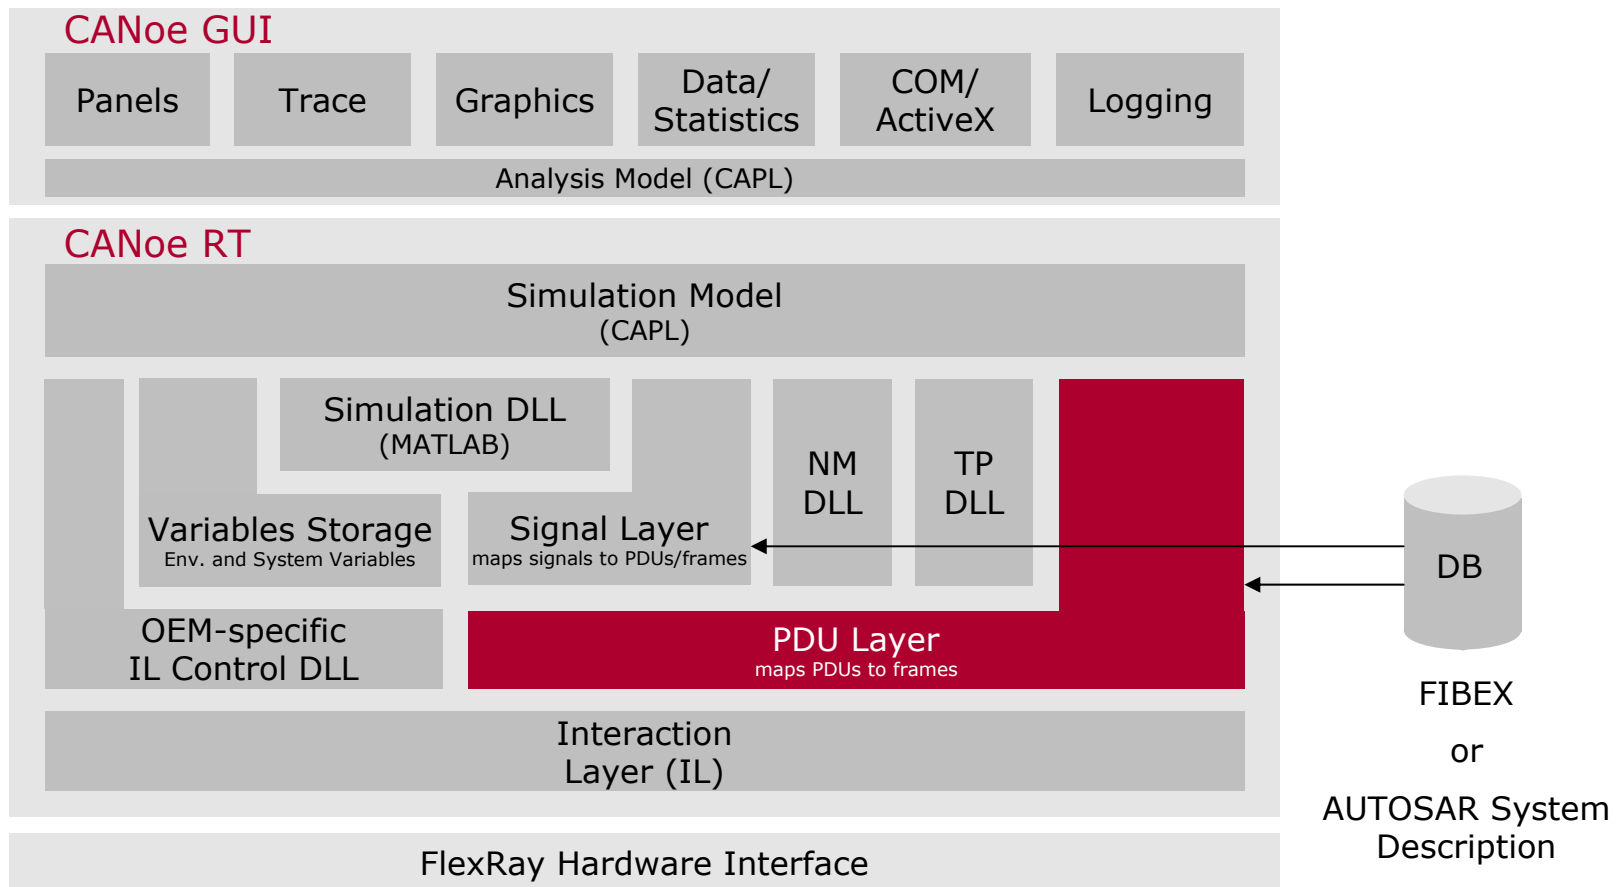 CANoe GUI
Panels
Trace
Graphics
Data/
Statistics
COM/
ActiveX
Logging
Analysis Model (CAPL)
CANoe RT
Simulation Model
(CAPL)
Simulation DLL
(MATLAB)
NM
DLL
TP
DLL
Variables Storage
Env. and System Variables
Signal Layer
maps signals to PDUs/frames
OEM-specific
IL Control DLL
PDU Layer
maps PDUs to frames
Interaction
Layer (IL)
FlexRay Hardware Interface
DB
FIBEX
or
AUTOSAR System
Description